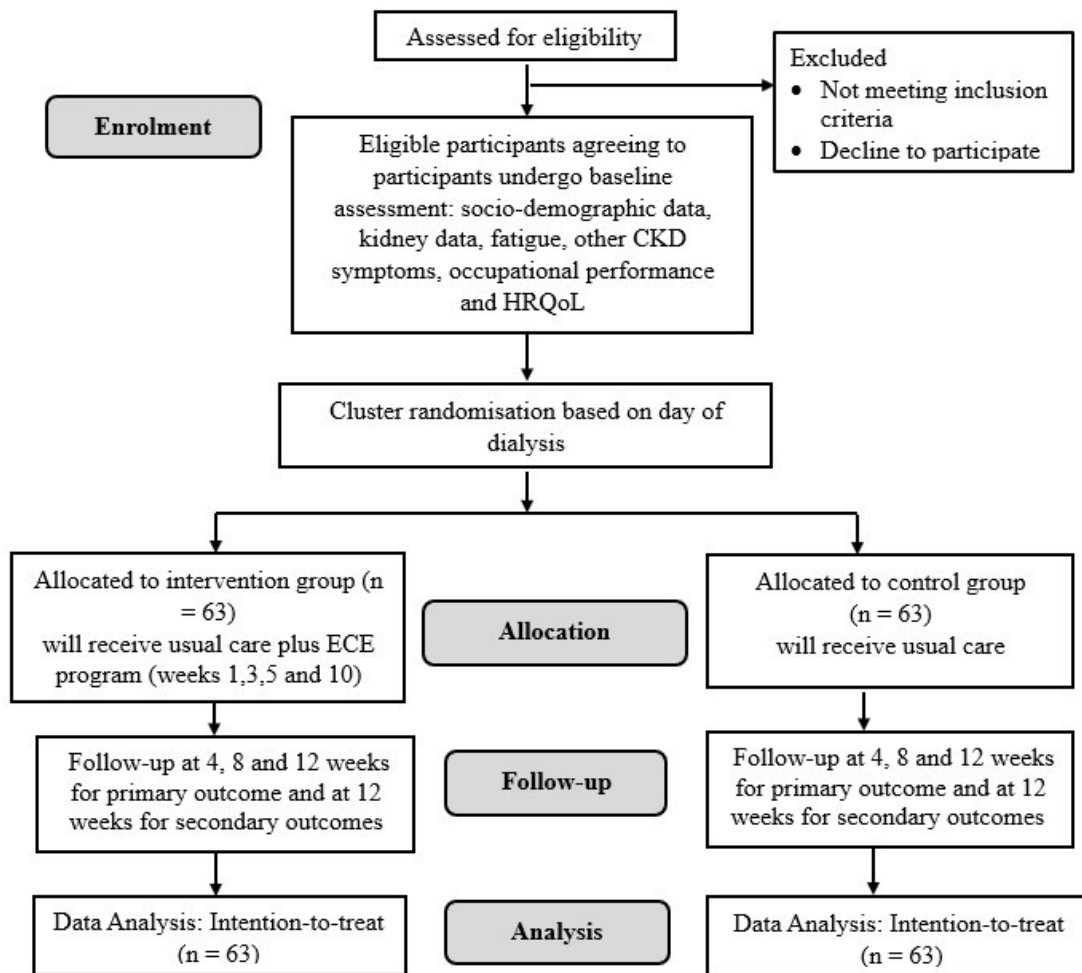 Assessed for eligibility
Excluded
• Not meeting inclusion
criteria
• Decline to participate
Enrolment
Eligible participants agreeing to
participants undergo baseline
assessment: socio-demographic data,
kidney data, fatigue, other CKD
symptoms, occupational performance
and HRQoL
Cluster randomisation based on day of
dialysis
Allocated to intervention group (n
= 63)
will receive usual care plus ECE
program (weeks 1,3,5 and 10)
Allocation
Allocated to control group
(n = 63)
will receive usual care
Follow-up at 4, 8 and 12 weeks
for primary outcome and at 12
weeks for secondary outcomes
Follow-up
Follow-up at 4, 8 and 12 weeks
for primary outcome and at 12
weeks for secondary outcomes
Data Analysis: Intention-to-treat
(n = 63)
Analysis
Data Analysis: Intention-to-treat
(n = 63)